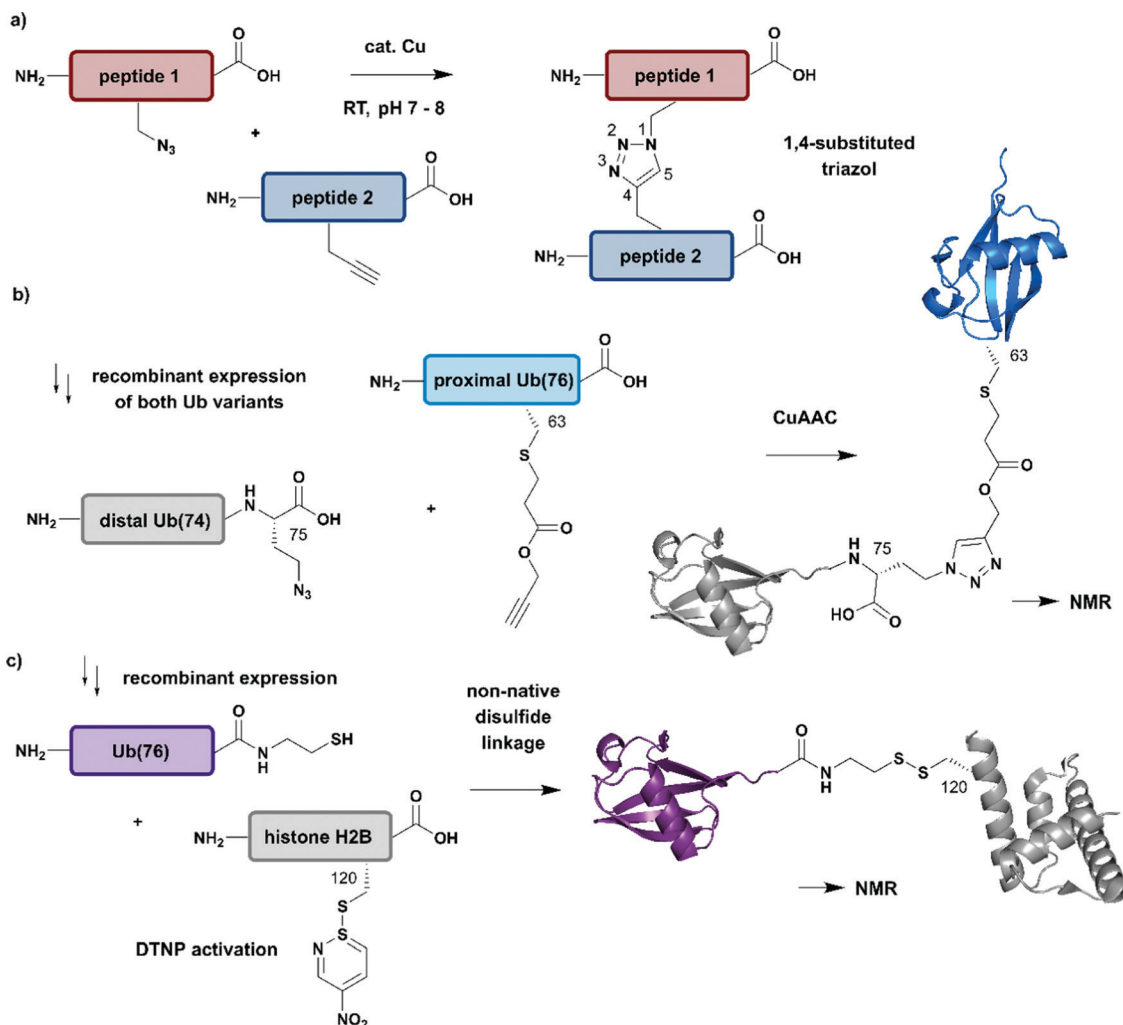 a)
NH2
peptide 1
O
OH
N3
+
NH2
peptide 2
O
OH
cat. Cu
RT, pH 7 - 8
NH2
peptide 1
O
OH
1
2
N
N
3
N
5
4
NH2
peptide 2
O
OH
1,4-substituted
triazol
b)
recombinant expression
of both Ub variants
NH2
distal Ub(74)
H
N
O
OH
75
N3
+
NH2
proximal Ub(76)
O
OH
63
S
O
O
CuAAC
63
S
O
O
H
N
75
HO
O
N
N
N
NMR
c)
recombinant expression
NH2
Ub(76)
O
N
H
SH
+
NH2
histone H2B
O
OH
120
S
S
N
NO2
DTNP activation
non-native
disulfide
linkage
O
N
H
S
S
120
NMR